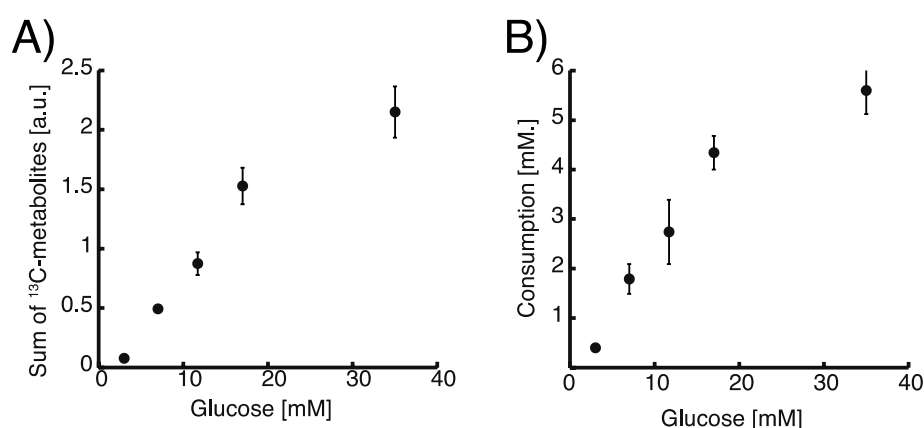 A)
Sum of ¹³C-metabolites [a.u.]
2.5
2
1.5
1
0.5
0
0 10 20 30 40
Glucose [mM]
B)
Consumption [mM.]
6
5
4
3
2
1
0 10 20 30 40
Glucose [mM]